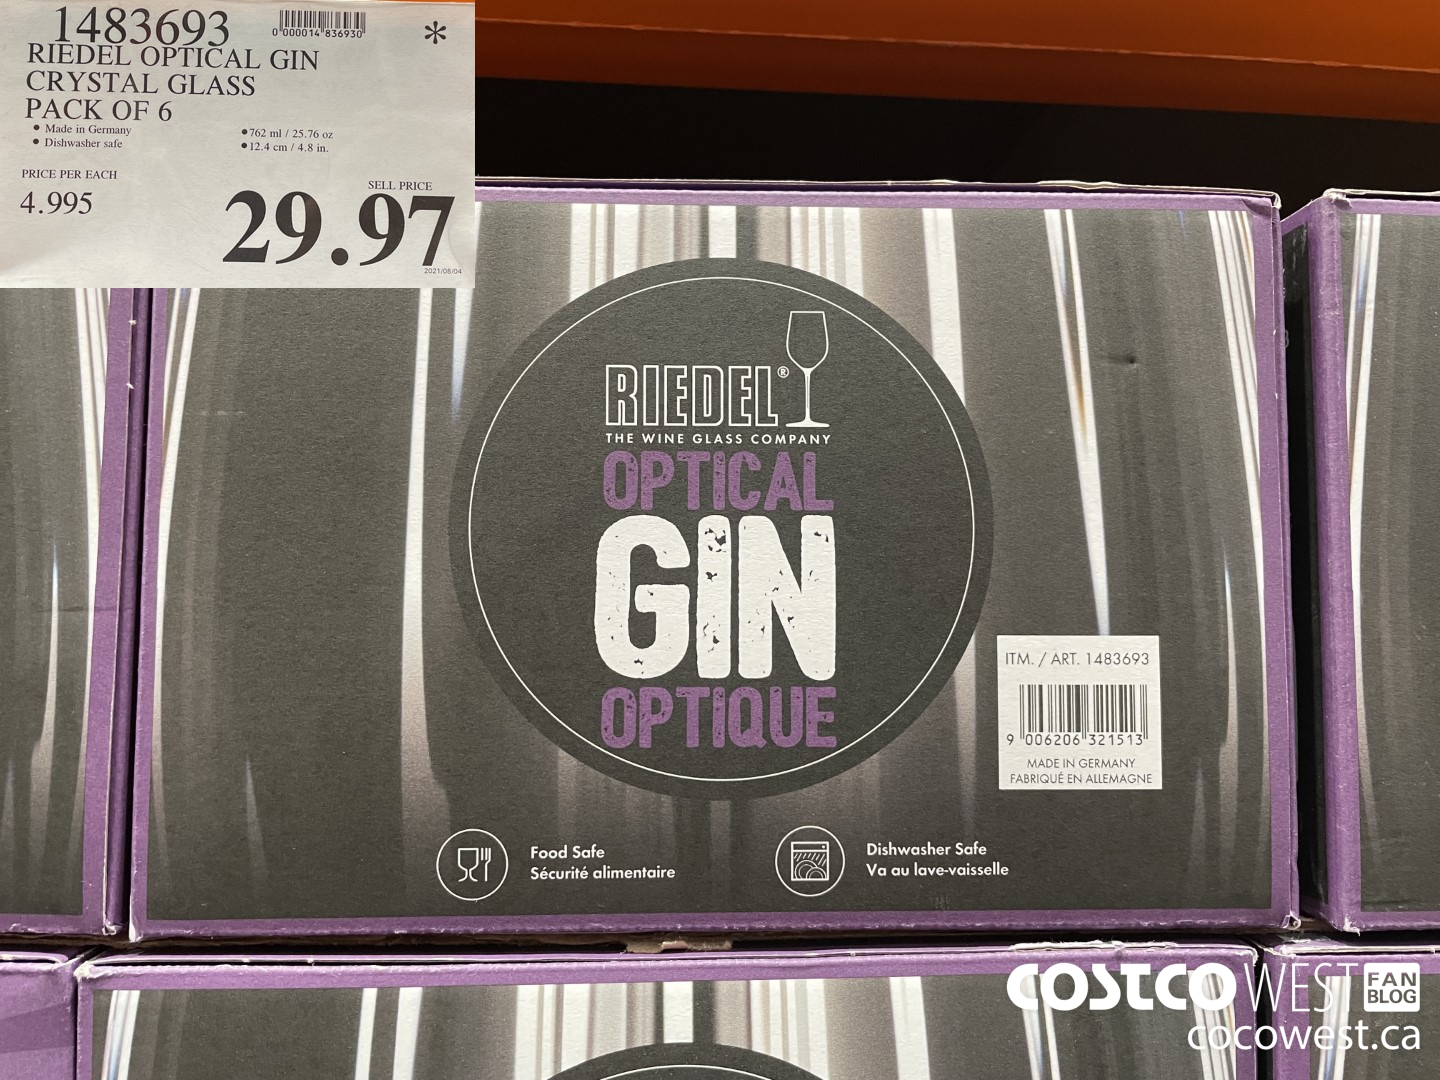 1483693
0 000014 836930
*
RIEDEL OPTICAL GIN
CRYSTAL GLASS
PACK OF 6
• Made in Germany
• Dishwasher safe
• 762 ml / 25.76 oz
• 12.4 cm / 4.8 in.
PRICE PER EACH
4.995
SELL PRICE
29.97
2021/08/04
RIEDEL®
THE WINE GLASS COMPANY
OPTICAL
GIN
OPTIQUE
ITM. / ART. 1483693
9 006206 321513
MADE IN GERMANY
FABRIQUÉ EN ALLEMAGNE
Food Safe
Sécurité alimentaire
Dishwasher Safe
Va au lave-vaisselle
COSTCO WEST FAN BLOG
cocowest.ca